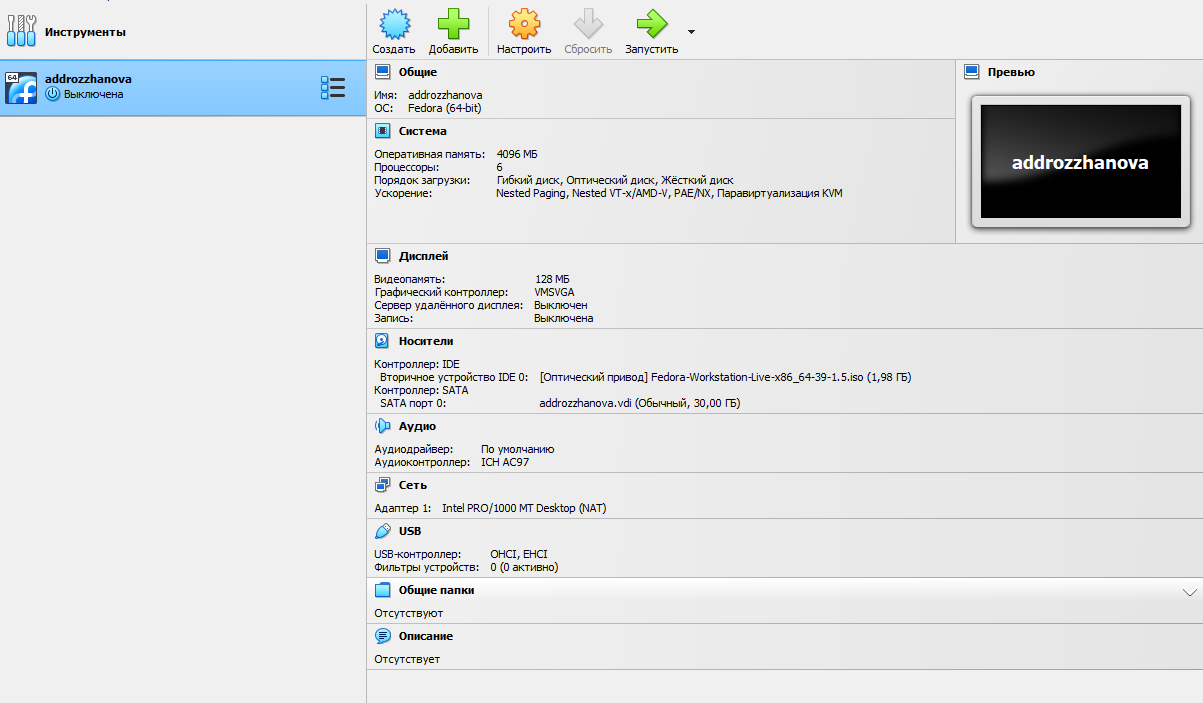 Инструменты
64
addrozzhanova
Выключена
Создать Добавить Настроить Сбросить Запустить
Общие
Имя: addrozzhanova
ОС: Fedora (64-bit)
Превью
addrozzhanova
Система
Оперативная память: 4096 МБ
Процессоры: 6
Порядок загрузки: Гибкий диск, Оптический диск, Жёсткий диск
Ускорение: Nested Paging, Nested VT-x/AMD-V, PAE/NX, Паравиртуализация KVM
Дисплей
Видеопамять: 128 МБ
Графический контроллер: VMSVGA
Сервер удалённого дисплея: Выключен
Запись: Выключена
Носители
Контроллер: IDE
Вторичное устройство IDE 0: [Оптический привод] Fedora-Workstation-Live-x86_64-39-1.5.iso (1,98 ГБ)
Контроллер: SATA
SATA порт 0: addrozzhanova.vdi (Обычный, 30,00 ГБ)
Аудио
Аудиодрайвер: По умолчанию
Аудиоконтроллер: ICH AC97
Сеть
Адаптер 1: Intel PRO/1000 MT Desktop (NAT)
USB
USB-контроллер: OHCI, EHCI
Фильтры устройств: 0 (0 активно)
Общие папки
Отсутствуют
Описание
Отсутствует